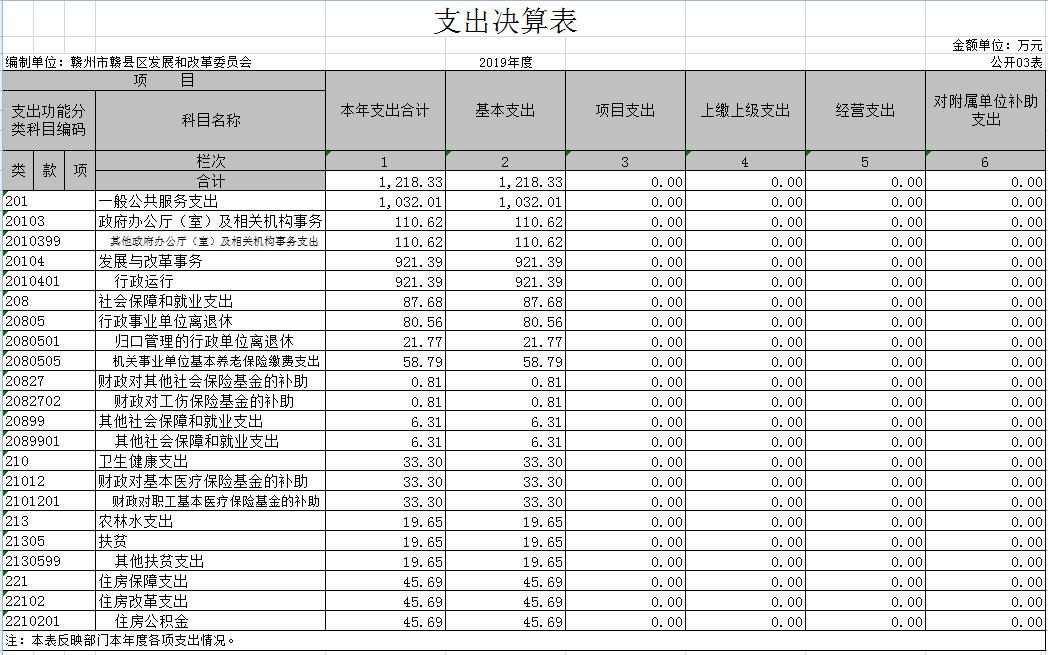 支出决算表
金额单位：万元
编制单位：赣州市赣县区发展和改革委员会 2019年度 公开03表
项 目 本年支出合计 基本支出 项目支出 上缴上级支出 经营支出 对附属单位补助支出
支出功能分类科目编码 科目名称
类 款 项 栏次 1 2 3 4 5 6
合计 1,218.33 1,218.33 0.00 0.00 0.00 0.00
201 一般公共服务支出 1,032.01 1,032.01 0.00 0.00 0.00 0.00
20103 政府办公厅（室）及相关机构事务 110.62 110.62 0.00 0.00 0.00 0.00
2010399 其他政府办公厅（室）及相关机构事务支出 110.62 110.62 0.00 0.00 0.00 0.00
20104 发展与改革事务 921.39 921.39 0.00 0.00 0.00 0.00
2010401 行政运行 921.39 921.39 0.00 0.00 0.00 0.00
208 社会保障和就业支出 87.68 87.68 0.00 0.00 0.00 0.00
20805 行政事业单位离退休 80.56 80.56 0.00 0.00 0.00 0.00
2080501 归口管理的行政单位离退休 21.77 21.77 0.00 0.00 0.00 0.00
2080505 机关事业单位基本养老保险缴费支出 58.79 58.79 0.00 0.00 0.00 0.00
20827 财政对其他社会保险基金的补助 0.81 0.81 0.00 0.00 0.00 0.00
2082702 财政对工伤保险基金的补助 0.81 0.81 0.00 0.00 0.00 0.00
20899 其他社会保障和就业支出 6.31 6.31 0.00 0.00 0.00 0.00
2089901 其他社会保障和就业支出 6.31 6.31 0.00 0.00 0.00 0.00
210 卫生健康支出 33.30 33.30 0.00 0.00 0.00 0.00
21012 财政对基本医疗保险基金的补助 33.30 33.30 0.00 0.00 0.00 0.00
2101201 财政对职工基本医疗保险基金的补助 33.30 33.30 0.00 0.00 0.00 0.00
213 农林水支出 19.65 19.65 0.00 0.00 0.00 0.00
21305 扶贫 19.65 19.65 0.00 0.00 0.00 0.00
2130599 其他扶贫支出 19.65 19.65 0.00 0.00 0.00 0.00
221 住房保障支出 45.69 45.69 0.00 0.00 0.00 0.00
22102 住房改革支出 45.69 45.69 0.00 0.00 0.00 0.00
2210201 住房公积金 45.69 45.69 0.00 0.00 0.00 0.00
注：本表反映部门本年度各项支出情况。